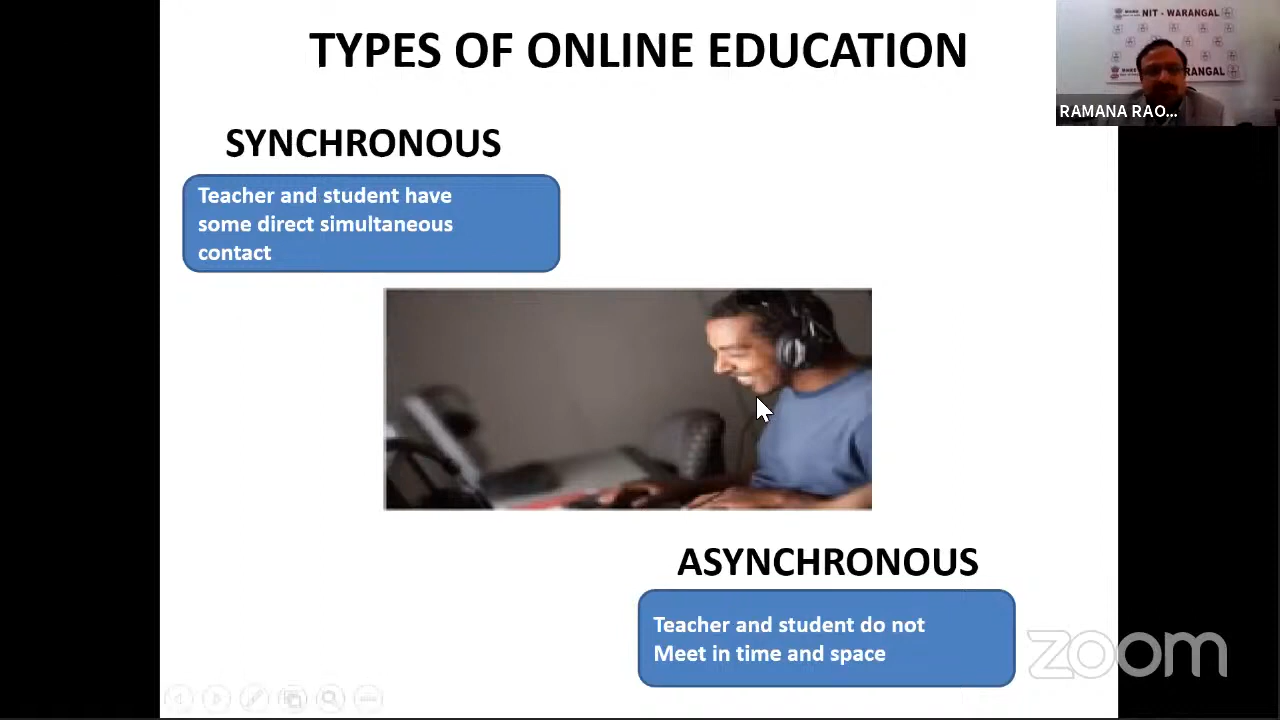 TYPES OF ONLINE EDUCATION
NIT - WARANGAL
RANGAL
RAMANA RAO...
SYNCHRONOUS
Teacher and student have
some direct simultaneous
contact
ASYNCHRONOUS
Teacher and student do not
Meet in time and space
zoom